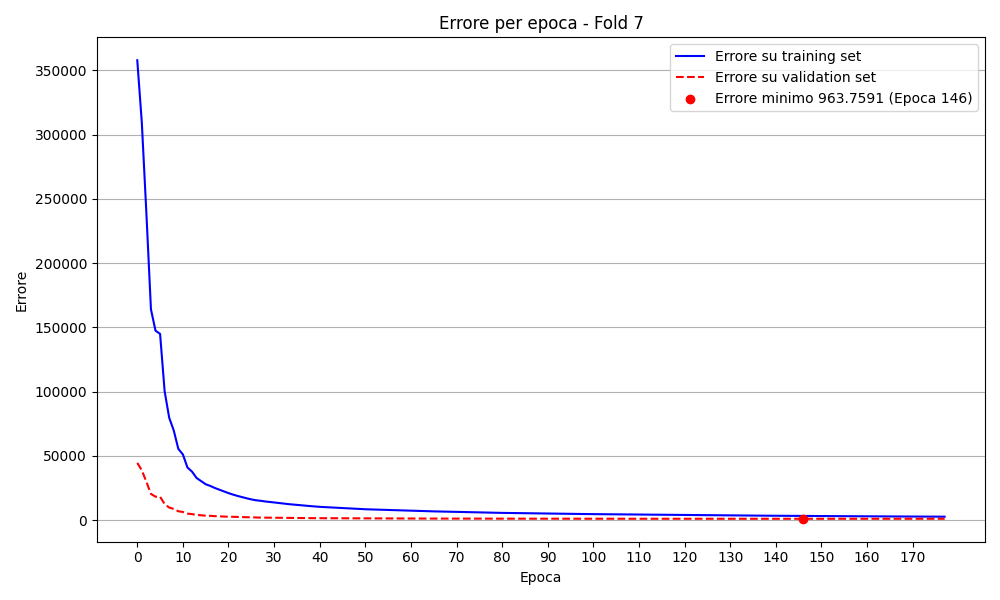 Errore per epoca - Fold 7
Errore su training set
Errore su validation set
Errore minimo 963.7591 (Epoca 146)
Errore
350000
300000
250000
200000
150000
100000
50000
0
0 10 20 30 40 50 60 70 80 90 100 110 120 130 140 150 160 170
Epoca